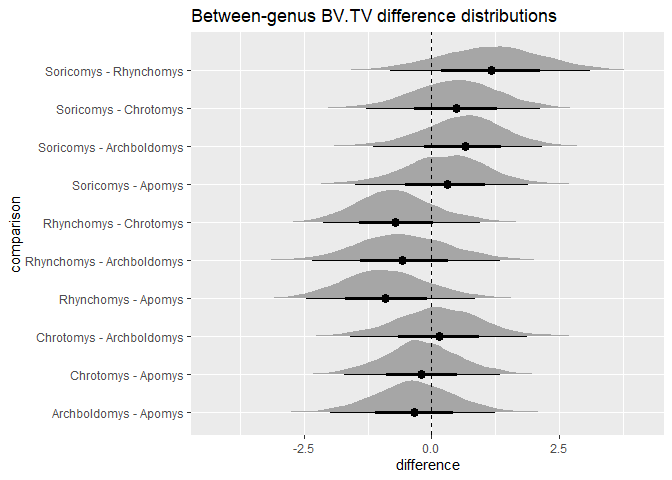 Between-genus BV.TV difference distributions
comparison
Soricomys - Rhynchomys
Soricomys - Chrotomys
Soricomys - Archboldomys
Soricomys - Apomys
Rhynchomys - Chrotomys
Rhynchomys - Archboldomys
Rhynchomys - Apomys
Chrotomys - Archboldomys
Chrotomys - Apomys
Archboldomys - Apomys
-2.5 0.0 2.5
difference